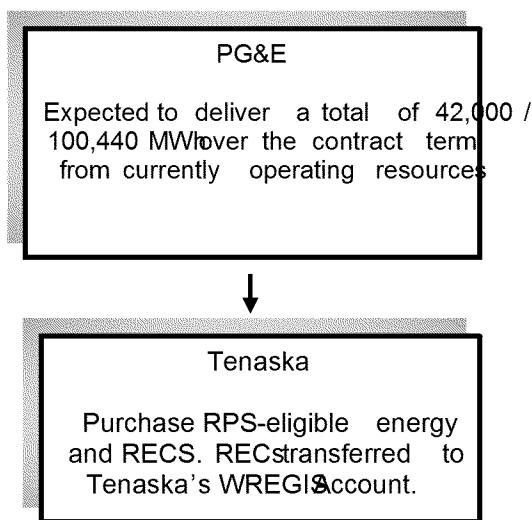 PG&E
Expected to deliver a total of 42,000 /
100,440 MWh over the contract term
from currently operating resources
Tenaska
Purchase RPS-eligible energy
and RECS. RECs transferred to
Tenaska's WREGIS Account.